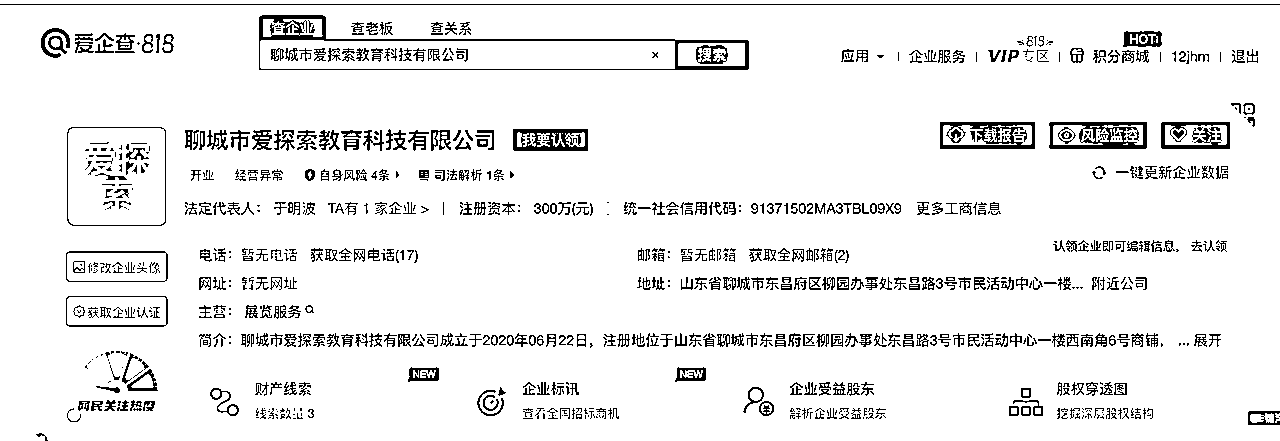 爱企查·818
查企业 查老板 查关系
聊城市爱探索教育科技有限公司 × 搜索
应用 企业服务 VIP 818 专区 积分商城 HOT! 12jhm 退出
爱探索
聊城市爱探索教育科技有限公司 我要认领
下载报告 风险监控 关注
开业 经营异常 自身风险 4条 司法解析 1条
一键更新企业数据
法定代表人: 于明波 TA有 1 家企业 > 注册资本: 300万(元) 统一社会信用代码: 91371502MA3TBL09X9 更多工商信息
电话: 暂无电话 获取全网电话(17) 邮箱: 暂无邮箱 获取全网邮箱(2) 认领企业即可编辑信息, 去认领
修改企业头像
网址: 暂无网址 地址: 山东省聊城市东昌府区柳园办事处东昌路3号市民活动中心一楼... 附近公司
获取企业认证
主营: 展览服务
简介: 聊城市爱探索教育科技有限公司成立于2020年06月22日, 注册地位于山东省聊城市东昌府区柳园办事处东昌路3号市民活动中心一楼西南角6号商铺, ... 展开
网民关注热度
财产线索 NEW 企业标讯 NEW 企业受益股东 股权穿透图
线索数量 3 查看全国招标商机 解析企业受益股东 挖掘深层股权结构